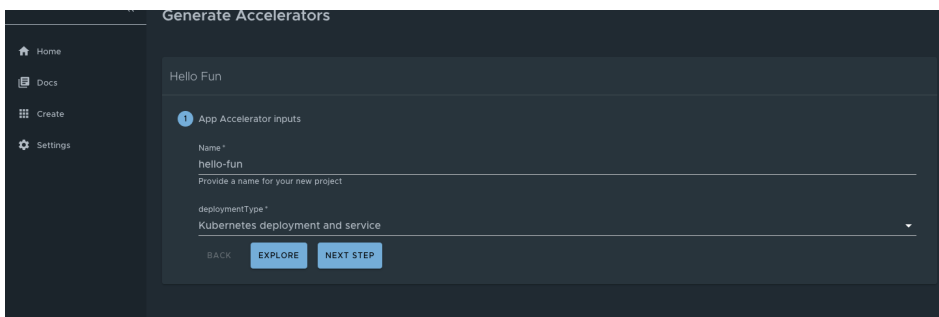 Generate Accelerators
Home
Docs
Create
Settings
Hello Fun
1 App Accelerator inputs
Name *
hello-fun
Provide a name for your new project
deploymentType *
Kubernetes deployment and service
BACK EXPLORE NEXT STEP